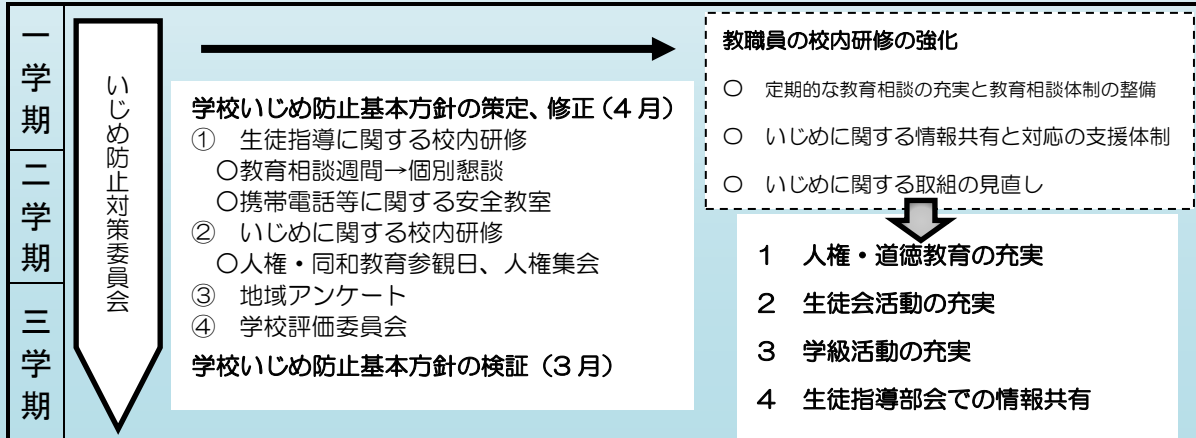 一学期
二学期
三学期
いじめ防止対策委員会
学校いじめ防止基本方針の策定、修正（４月）
① 生徒指導に関する校内研修
○教育相談週間→個別懇談
○携帯電話等に関する安全教室
② いじめに関する校内研修
○人権・同和教育参観日、人権集会
③ 地域アンケート
④ 学校評価委員会
学校いじめ防止基本方針の検証（３月）
教職員の校内研修の強化
○ 定期的な教育相談の充実と教育相談体制の整備
○ いじめに関する情報共有と対応の支援体制
○ いじめに関する取組の見直し
１ 人権・道徳教育の充実
２ 生徒会活動の充実
３ 学級活動の充実
４ 生徒指導部会での情報共有